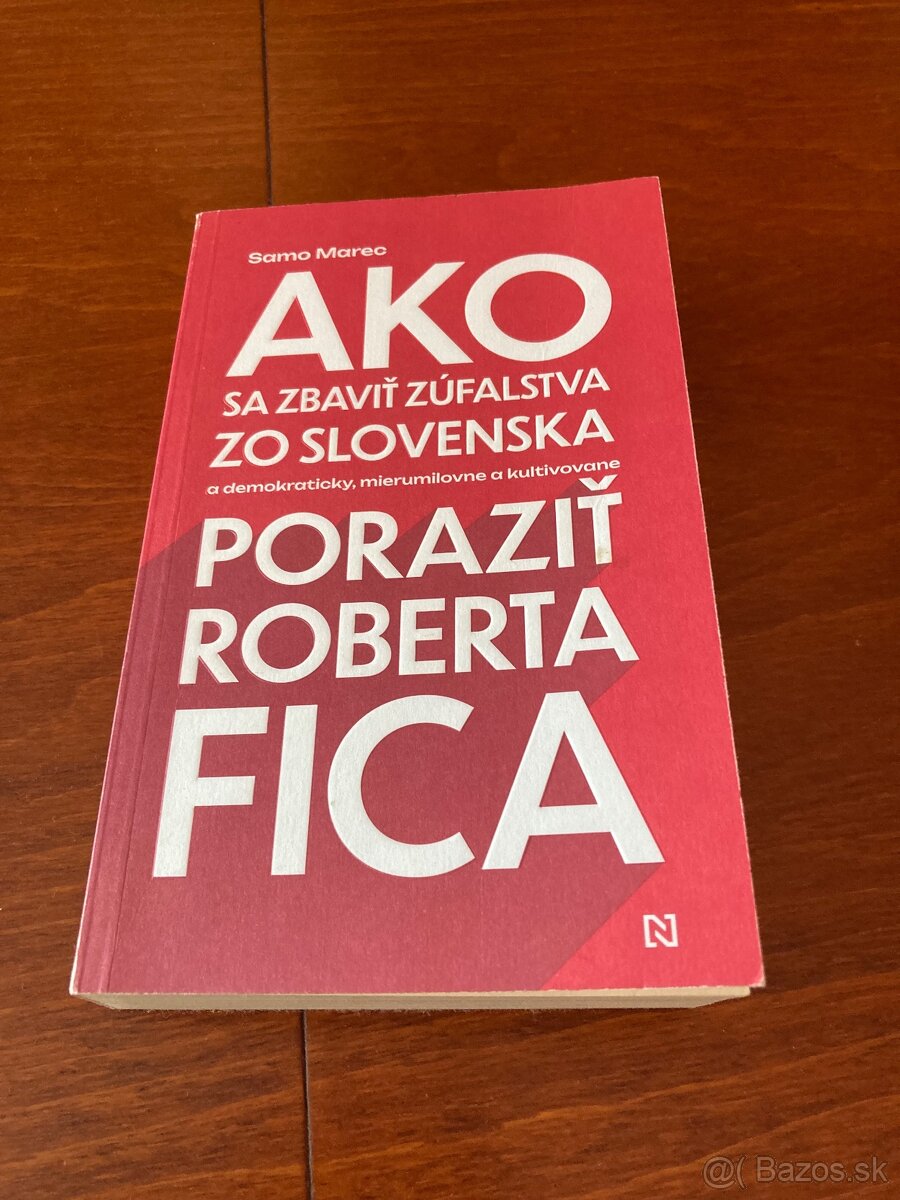 Samo Marec
AKO
SA ZBAVIŤ ZÚFALSTVA
ZO SLOVENSKA
a demokraticky, mierumilovne a kultivovane
PORAZIŤ
ROBERTA
FICA
N
@( Bazos.sk